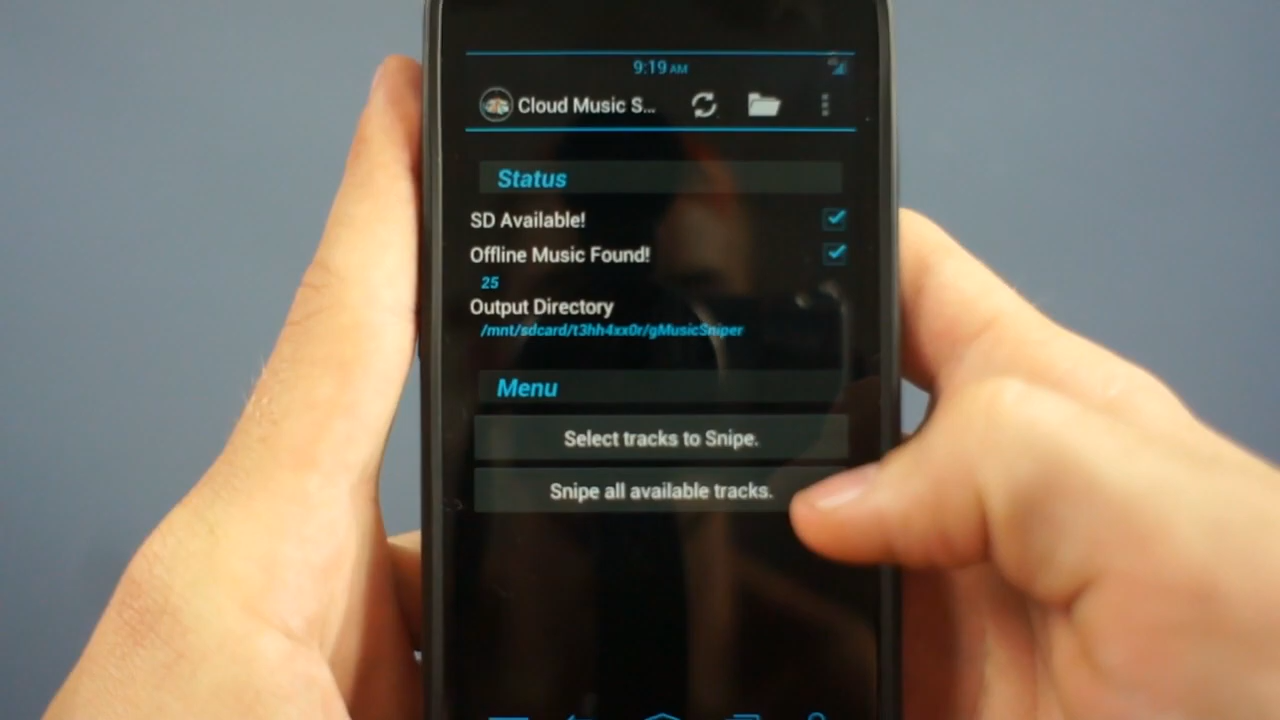 9:19 AM
4G
Cloud Music S...
Status
SD Available!
Offline Music Found!
25
Output Directory
/mnt/sdcard/t3hh4xx0r/gMusicSniper
Menu
Select tracks to Snipe.
Snipe all available tracks.